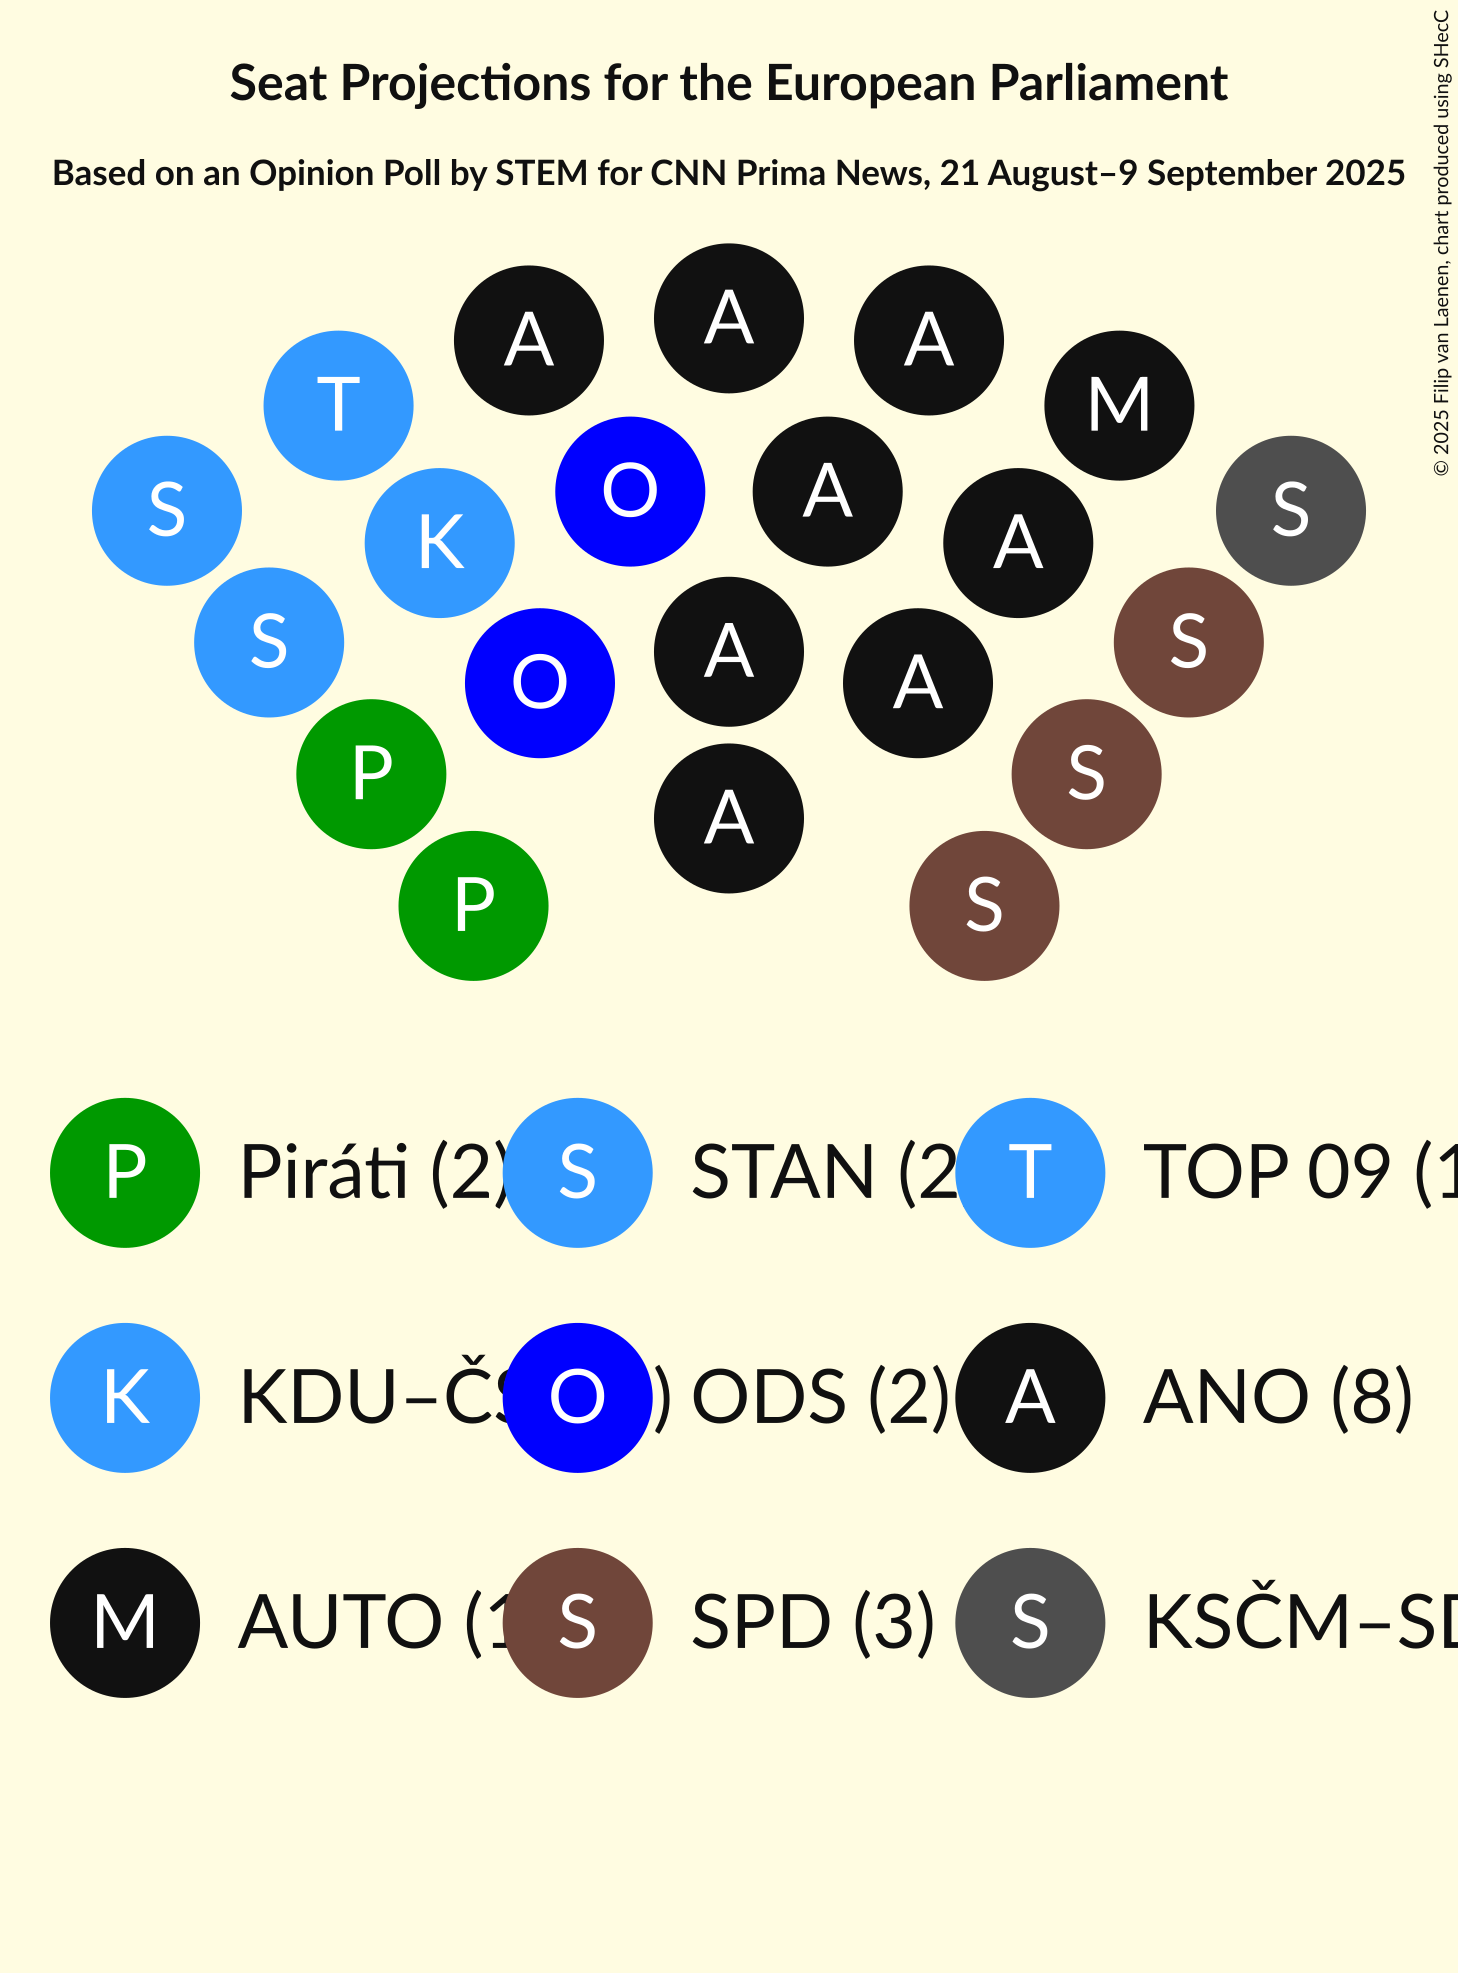 Seat Projections for the European Parliament
Based on an Opinion Poll by STEM for CNN Prima News, 21 August–9 September 2025
© 2025 Filip van Laenen, chart produced using SHecC
A
A A
T M
S O A S
K A
S A S
O A
P S
A
P S
P Piráti (2) S STAN (2 T TOP 09 (1
K KDU–Č O ) ODS (2) A ANO (8)
M AUTO (1 S SPD (3) S KSČM–S